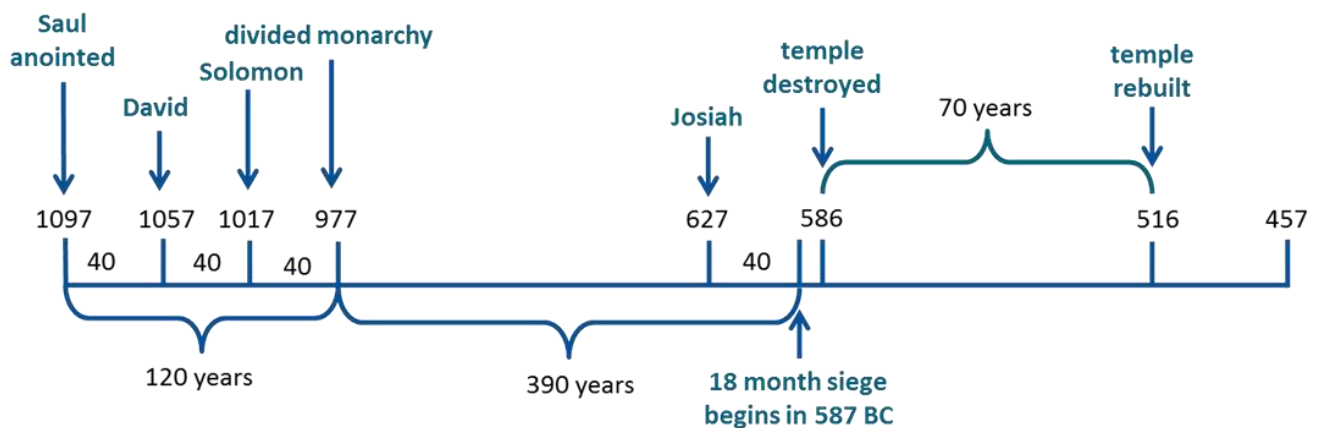 Saul
anointed
divided monarchy
Solomon
David
Josiah
temple
destroyed
temple
rebuilt
70 years
1097 1057 1017 977 627 586 516 457
40 40 40 40
120 years
390 years
18 month siege
begins in 587 BC